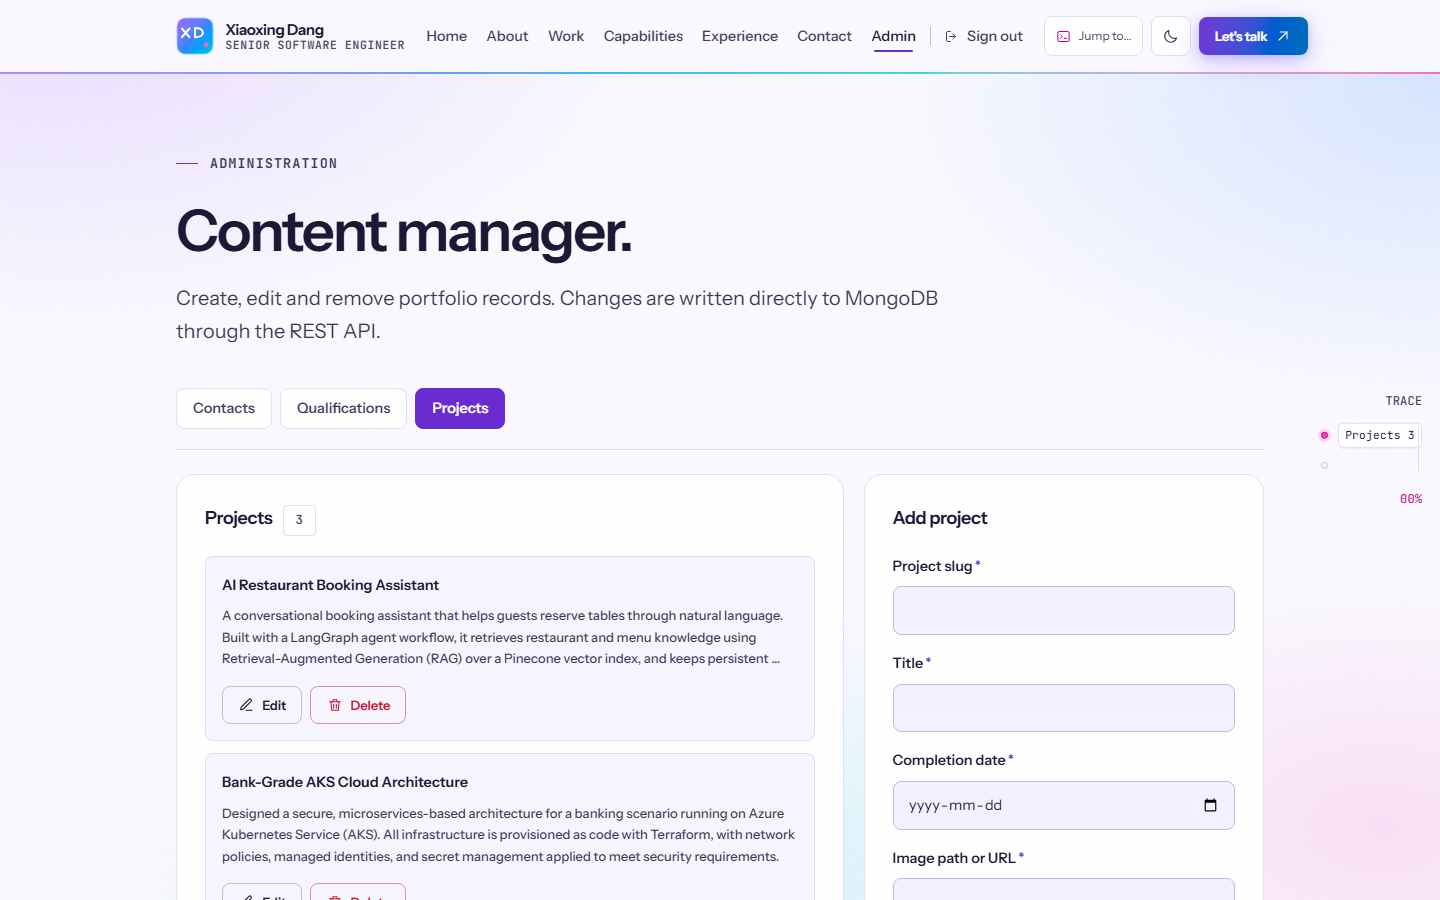 XD
Xiaoxing Dang
SENIOR SOFTWARE ENGINEER
Home
About
Work
Capabilities
Experience
Contact
Admin
Sign out
Jump to...
Let's talk
ADMINISTRATION
Content manager.
Create, edit and remove portfolio records. Changes are written directly to MongoDB
through the REST API.
Contacts
Qualifications
Projects
TRACE
Projects 3
00%
Projects
3
AI Restaurant Booking Assistant
A conversational booking assistant that helps guests reserve tables through natural language.
Built with a LangGraph agent workflow, it retrieves restaurant and menu knowledge using
Retrieval-Augmented Generation (RAG) over a Pinecone vector index, and keeps persistent ...
Edit
Delete
Bank-Grade AKS Cloud Architecture
Designed a secure, microservices-based architecture for a banking scenario running on Azure
Kubernetes Service (AKS). All infrastructure is provisioned as code with Terraform, with network
policies, managed identities, and secret management applied to meet security requirements.
Edit
Delete
Add project
Project slug *
Title *
Completion date *
yyyy-mm-dd
Image path or URL *